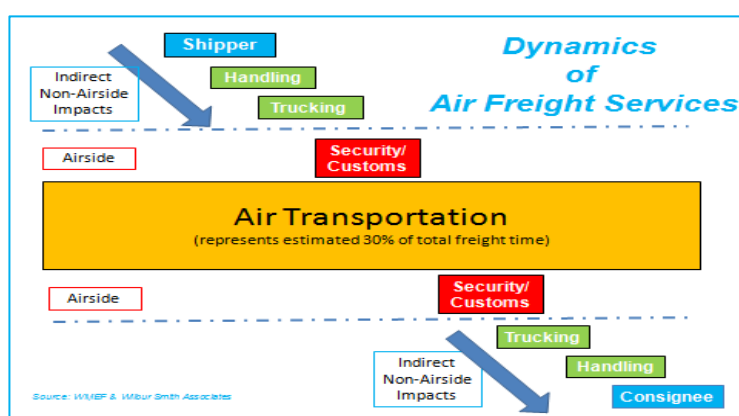 Shipper
Dynamics
of
Air Freight Services
Indirect
Non-Airside
Impacts
Handling
Trucking
Airside
Security/
Customs
Air Transportation
(represents estimated 30% of total freight time)
Airside
Security/
Customs
Trucking
Indirect
Non-Airside
Impacts
Handling
Consignee
Source: WMEP & Wilbur Smith Associates